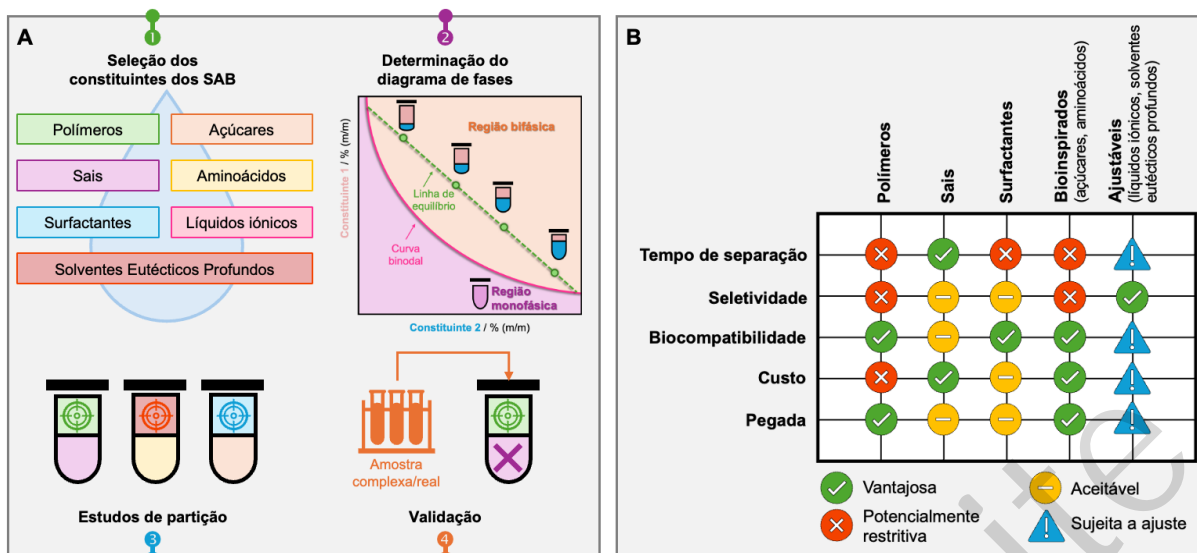 A
1
Seleção dos
constituintes dos SAB
Polímeros
Açúcares
Sais
Aminoácidos
Surfactantes
Líquidos iónicos
Solventes Eutécticos Profundos
2
Determinação do
diagrama de fases
Constituinte 1 / % (m/m)
Região bifásica
Linha de
equilíbrio
Curva
binodal
Região
monofásica
Constituinte 2 / % (m/m)
Estudos de partição
3
Amostra
complexa/real
Validação
4
B
Polímeros
Sais
Surfactantes
Bioinspirados
(açúcares, aminoácidos)
Ajustáveis
(líquidos iónicos, solventes
eutécticos profundos)
Tempo de separação
Seletividade
Biocompatibilidade
Custo
Pegada
Vantajosa
Aceitável
Potencialmente
restritiva
Sujeita a ajuste